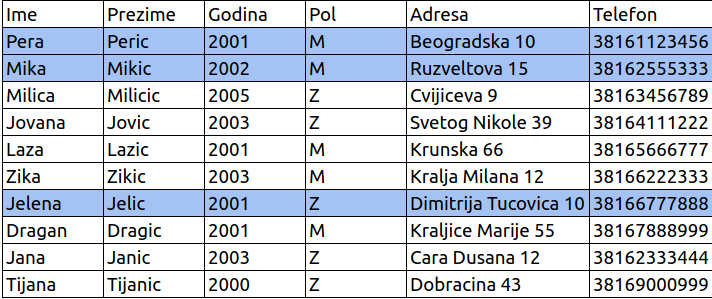 Ime Prezime Godina Pol Adresa Telefon
Pera Peric 2001 M Beogradska 10 38161123456
Mika Mikic 2002 M Ruzveltova 15 38162555333
Milica Milicic 2005 Z Cvijiceva 9 38163456789
Jovana Jovic 2003 Z Svetog Nikole 39 38164111222
Laza Lazic 2001 M Krunska 66 38165666777
Zika Zikic 2003 M Kralja Milana 12 38166222333
Jelena Jelic 2001 Z Dimitrija Tucovica 10 38166777888
Dragan Dragic 2001 M Kraljice Marije 55 38167888999
Jana Janic 2003 Z Cara Dusana 12 38162333444
Tijana Tijanic 2000 Z Dobracina 43 38169000999